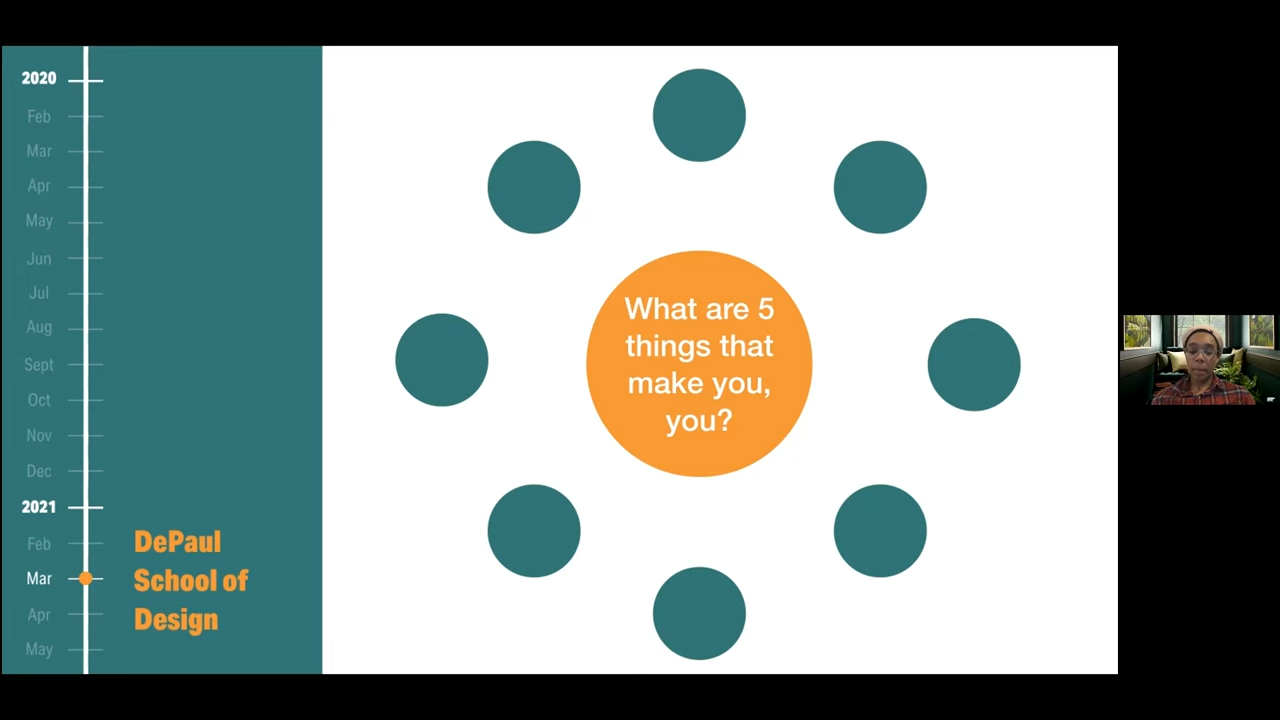 2020
Feb
Mar
Apr
May
Jun
Jul
Aug
Sept
Oct
Nov
Dec
2021
Feb
Mar
Apr
May
DePaul
School of
Design
What are 5
things that
make you,
you?